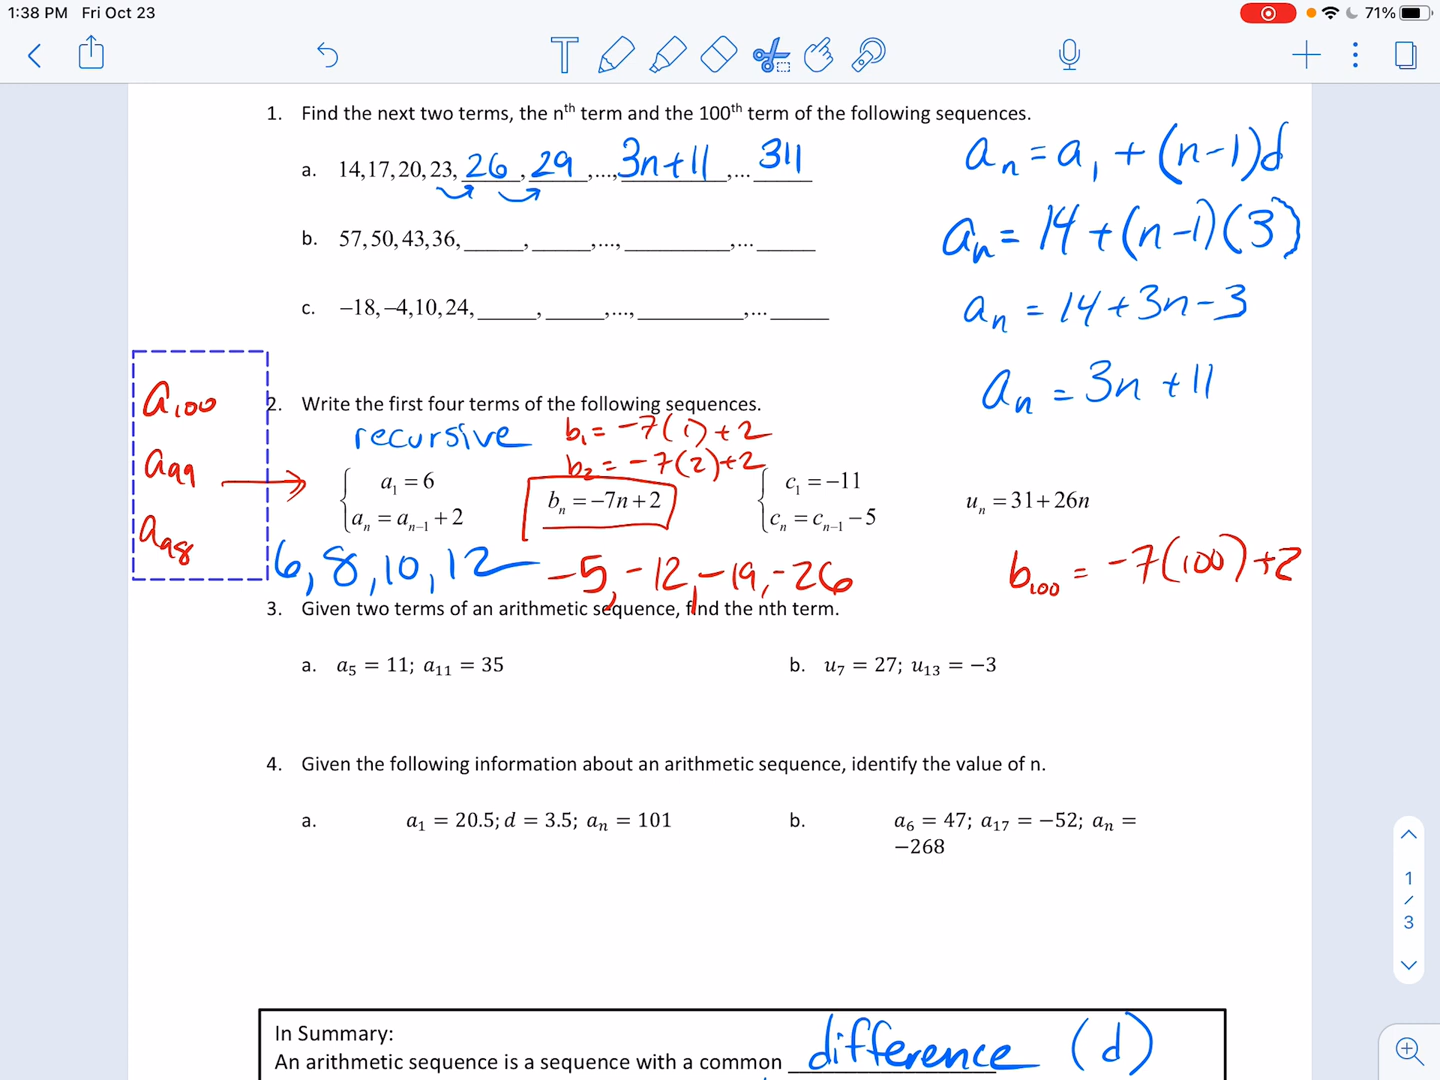 1:38 PM Fri Oct 23 71%
T
1. Find the next two terms, the nth term and the 100th term of the following sequences.
a. 14,17,20,23, 26 , 29 ,..., 3n+11 ,... 311
b. 57,50,43,36,______,______,...,__________,...______
c. −18,−4,10,24,______,______,...,__________,...______
an = a1 + (n-1)d
an = 14 + (n-1)(3)
an = 14 + 3n - 3
an = 3n + 11
a100
a99
a98
2. Write the first four terms of the following sequences.
recursive
b1 = -7(1)+2
b2 = -7(2)+2
a1 = 6
an = an−1 + 2
bn = −7n + 2
c1 = −11
cn = cn−1 − 5
un = 31 + 26n
6, 8, 10, 12
-5, -12, -19, -26
b100 = -7(100)+2
3. Given two terms of an arithmetic sequence, find the nth term.
a. a5 = 11; a11 = 35
b. u7 = 27; u13 = −3
4. Given the following information about an arithmetic sequence, identify the value of n.
a. a1 = 20.5; d = 3.5; an = 101
b. a6 = 47; a17 = −52; an =
−268
1
/
3
In Summary:
An arithmetic sequence is a sequence with a common difference (d)